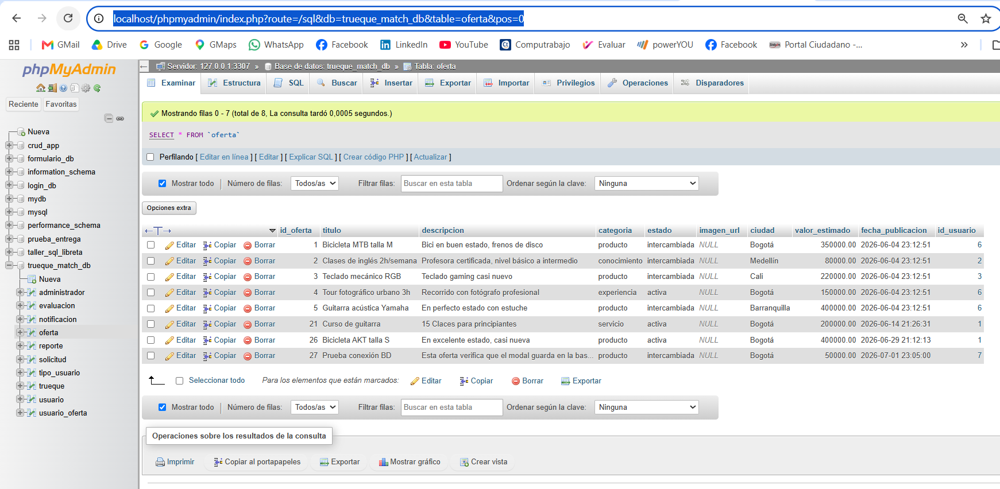 localhost/phpmyadmin/index.php?route=/sql&db=trueque_match_db&table=oferta&pos=0
GMail Drive Google GMaps WhatsApp Facebook LinkedIn YouTube Computrabajo Evaluar powerYOU Facebook Portal Ciudadano -... »
phpMyAdmin
Reciente Favoritas
Nueva
crud_app
formulario_db
information_schema
login_db
mydb
mysql
performance_schema
prueba_entrega
taller_sql_libreta
trueque_match_db
Nueva
administrador
evaluacion
notificacion
oferta
reporte
solicitud
tipo_usuario
trueque
usuario
usuario_oferta
Servidor: 127.0.0.1:3307 » Base de datos: trueque_match_db » Tabla: oferta
Examinar Estructura SQL Buscar Insertar Exportar Importar Privilegios Operaciones Disparadores
Mostrando filas 0 - 7 (total de 8, La consulta tardó 0,0005 segundos.)
SELECT * FROM `oferta`
Perfilando [ Editar en línea ] [ Editar ] [ Explicar SQL ] [ Crear código PHP ] [ Actualizar ]
Mostrar todo | Número de filas: Todos/as Filtrar filas: Buscar en esta tabla Ordenar según la clave: Ninguna
Opciones extra
id_oferta titulo descripcion categoria estado imagen_url ciudad valor_estimado fecha_publicacion id_usuario
Editar Copiar Borrar 1 Bicicleta MTB talla M Bici en buen estado, frenos de disco producto intercambiada NULL Bogotá 350000.00 2026-06-04 23:12:51 6
Editar Copiar Borrar 2 Clases de inglés 2h/semana Profesora certificada, nivel básico a intermedio conocimiento intercambiada NULL Medellín 80000.00 2026-06-04 23:12:51 2
Editar Copiar Borrar 3 Teclado mecánico RGB Teclado gaming casi nuevo producto intercambiada NULL Cali 220000.00 2026-06-04 23:12:51 3
Editar Copiar Borrar 4 Tour fotográfico urbano 3h Recorrido con fotógrafo profesional experiencia activa NULL Bogotá 150000.00 2026-06-04 23:12:51 6
Editar Copiar Borrar 5 Guitarra acústica Yamaha En perfecto estado con estuche producto intercambiada NULL Barranquilla 400000.00 2026-06-04 23:12:51 6
Editar Copiar Borrar 21 Curso de guitarra 15 Claces para principiantes servicio activa NULL Bogotá 200000.00 2026-06-14 21:26:31 1
Editar Copiar Borrar 26 Bicicleta AKT talla S En excelente estado, casi nueva producto activa NULL Bogotá 400000.00 2026-06-29 21:12:13 1
Editar Copiar Borrar 27 Prueba conexión BD Esta oferta verifica que el modal guarda en la bas... producto intercambiada NULL Bogotá 50000.00 2026-07-01 23:05:00 7
Seleccionar todo Para los elementos que están marcados: Editar Copiar Borrar Exportar
Mostrar todo | Número de filas: Todos/as Filtrar filas: Buscar en esta tabla Ordenar según la clave: Ninguna
Operaciones sobre los resultados de la consulta
Imprimir Copiar al portapapeles Exportar Mostrar gráfico Crear vista